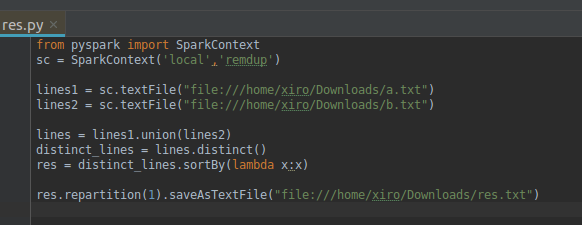 res.py ×
from pyspark import SparkContext
sc = SparkContext('local','remdup')
lines1 = sc.textFile("file:///home/xiro/Downloads/a.txt")
lines2 = sc.textFile("file:///home/xiro/Downloads/b.txt")
lines = lines1.union(lines2)
distinct_lines = lines.distinct()
res = distinct_lines.sortBy(lambda x:x)
res.repartition(1).saveAsTextFile("file:///home/xiro/Downloads/res.txt")